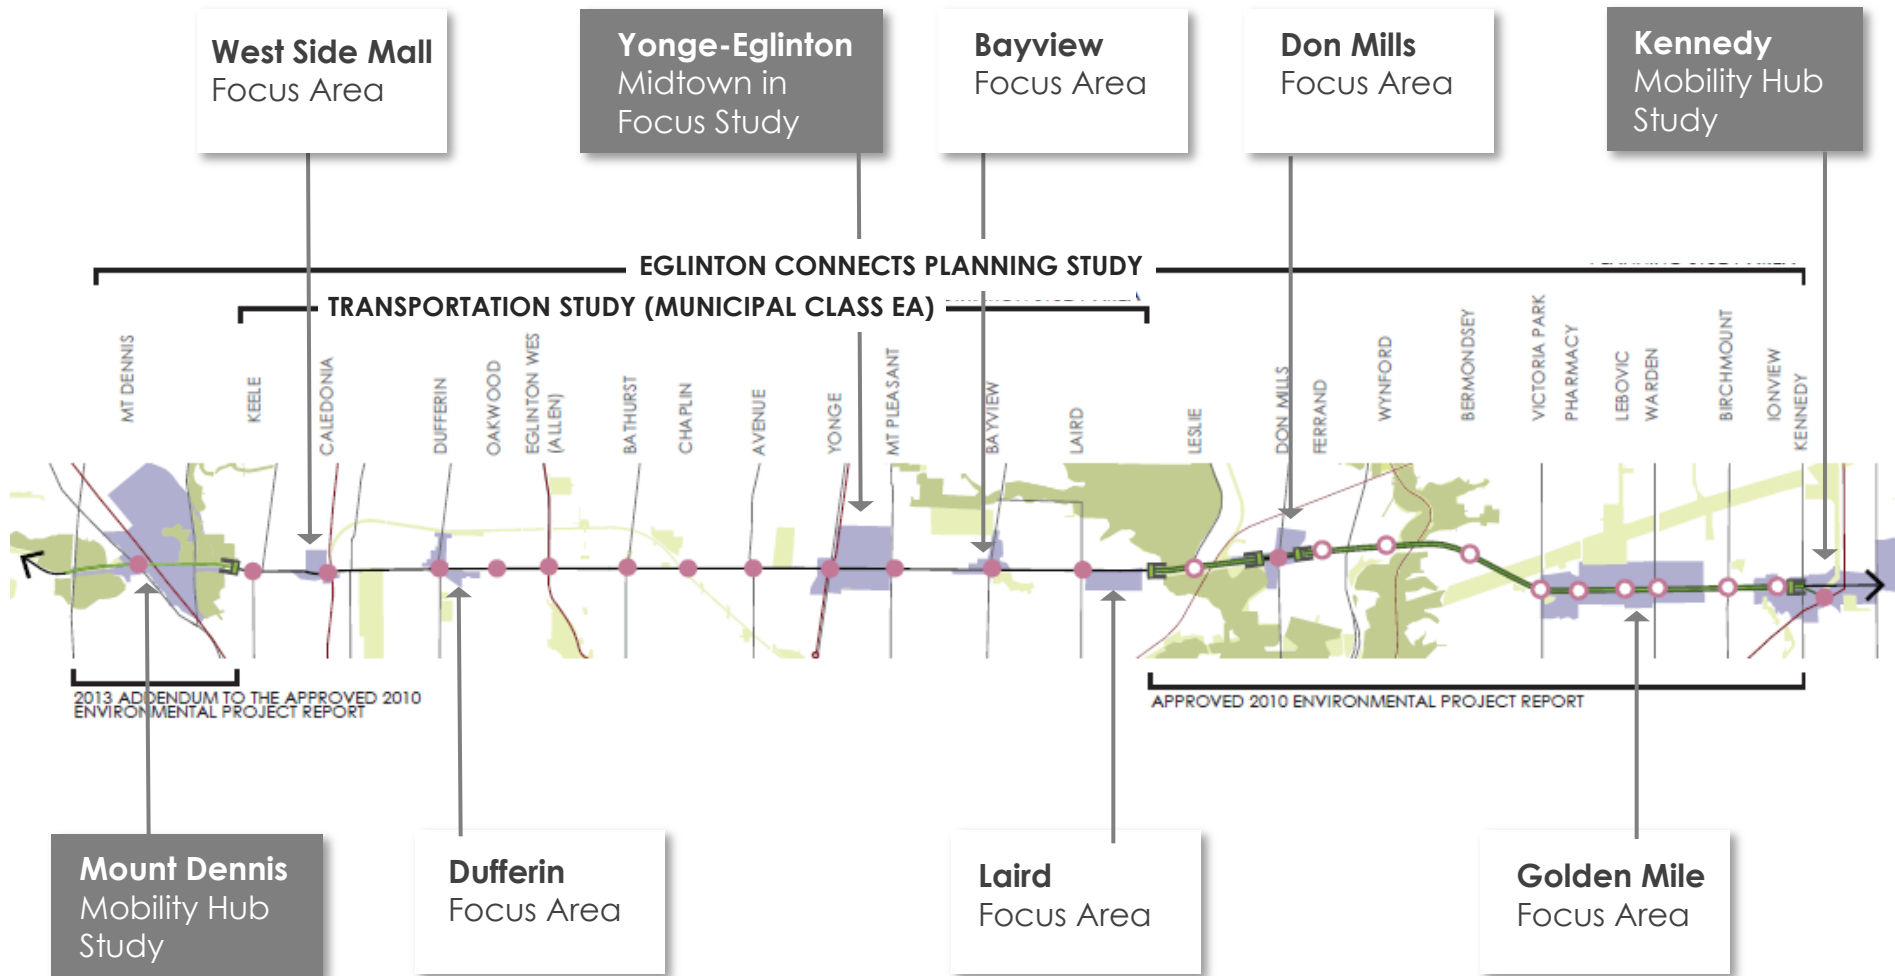 West Side Mall
Focus Area
Yonge-Eglinton
Midtown in
Focus Study
Bayview
Focus Area
Don Mills
Focus Area
Kennedy
Mobility Hub
Study
EGLINTON CONNECTS PLANNING STUDY
TRANSPORTATION STUDY (MUNICIPAL CLASS EA)
MT DENNIS
KEELE
CALEDONIA
DUFFERIN
OAKWOOD
EGLINTON WES
(ALLEN)
BATHURST
CHAPLIN
AVENUE
YONGE
MT PLEASANT
BAYVIEW
LAIRD
LESLIE
DON MILLS
FERRAND
WYNFORD
BERMONDSEY
VICTORIA PARK
PHARMACY
LEBOVIC
WARDEN
BIRCHMOUNT
IONVIEW
KENNEDY
2013 ADDENDUM TO THE APPROVED 2010
ENVIRONMENTAL PROJECT REPORT
APPROVED 2010 ENVIRONMENTAL PROJECT REPORT
Mount Dennis
Mobility Hub
Study
Dufferin
Focus Area
Laird
Focus Area
Golden Mile
Focus Area